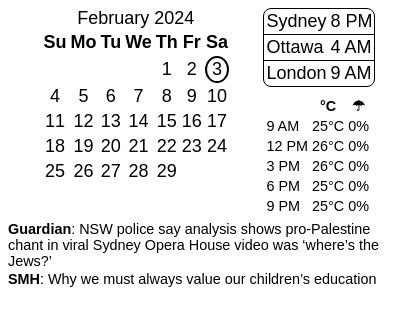 February 2024
Su Mo Tu We Th Fr Sa
1 2 3
4 5 6 7 8 9 10
11 12 13 14 15 16 17
18 19 20 21 22 23 24
25 26 27 28 29
Sydney 8 PM
Ottawa 4 AM
London 9 AM
°C ☂
9 AM 25°C 0%
12 PM 26°C 0%
3 PM 26°C 0%
6 PM 25°C 0%
9 PM 25°C 0%
Guardian: NSW police say analysis shows pro-Palestine
chant in viral Sydney Opera House video was ‘where’s the
Jews?’
SMH: Why we must always value our children’s education